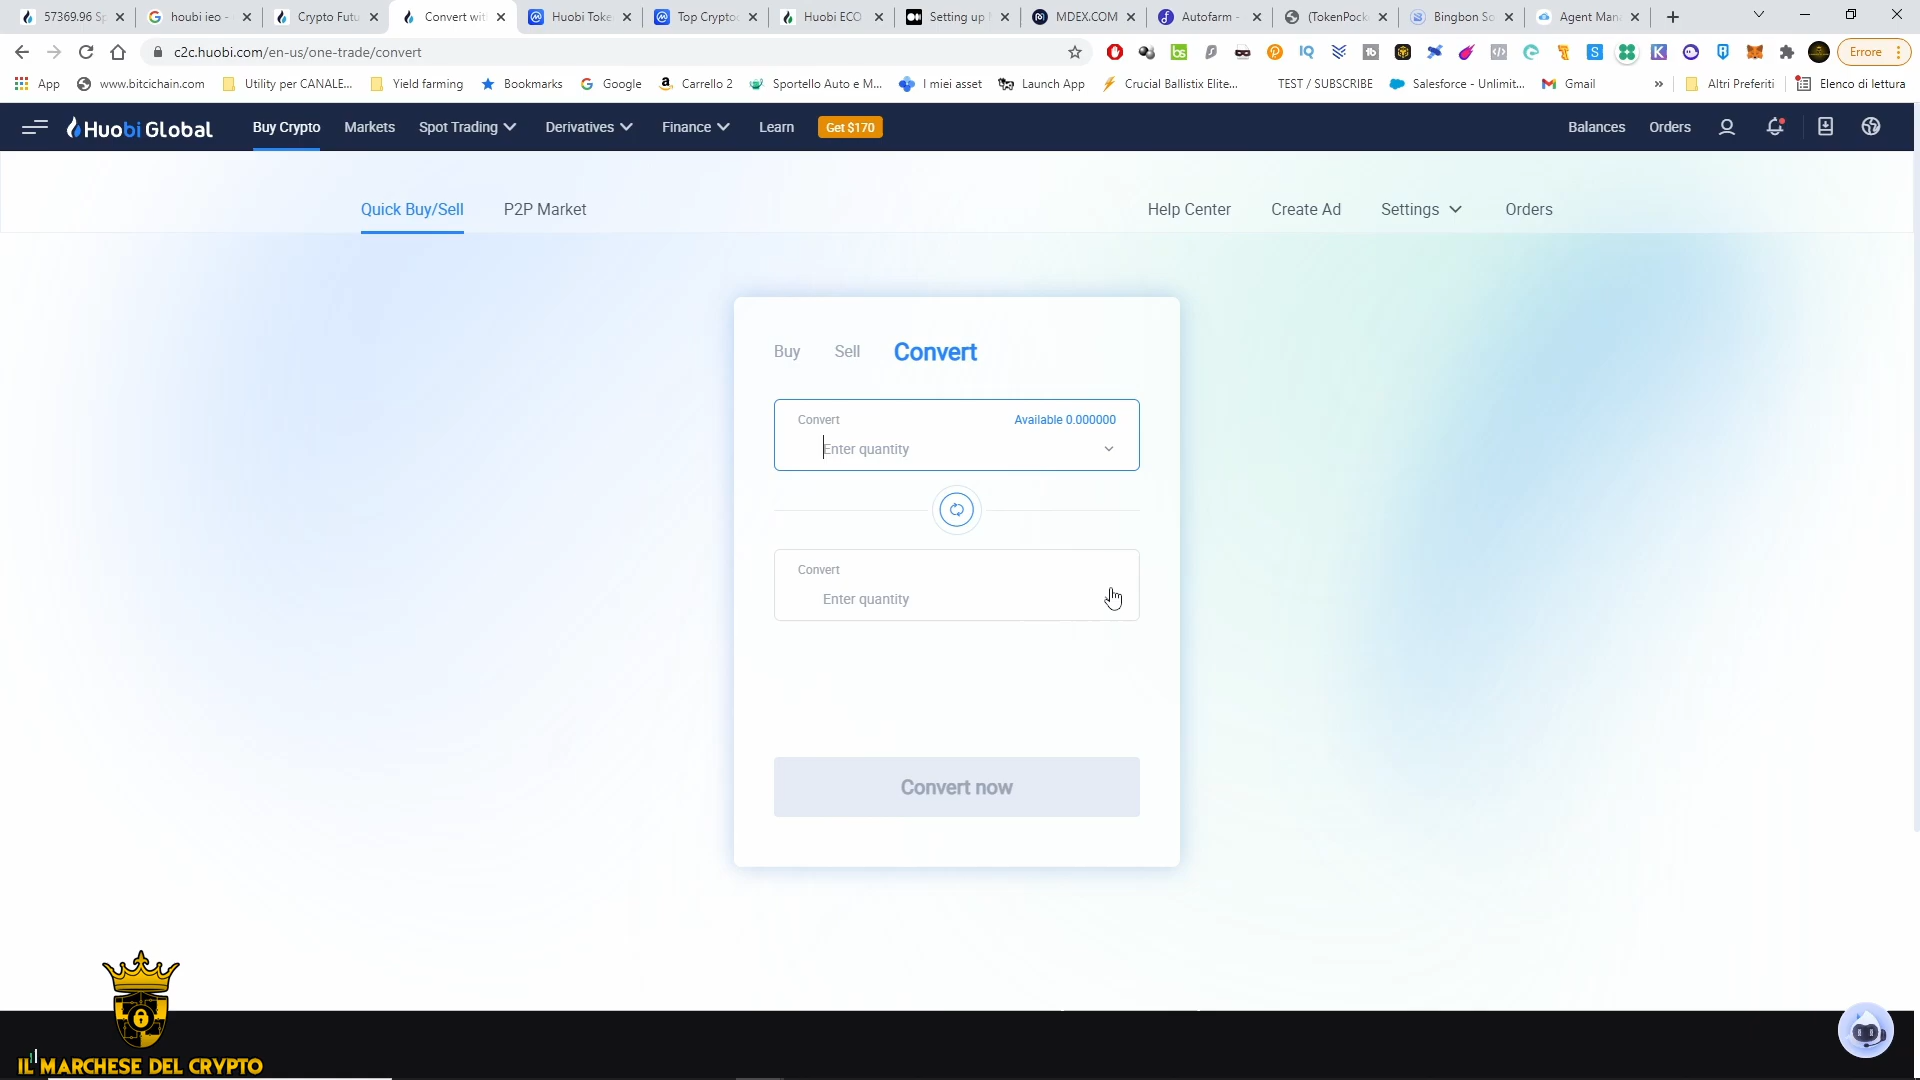 57369.96 Sp
houbi ieo -
Crypto Futu
Convert wit
Huobi Toke
Top Cryptoc
Huobi ECO
Setting up
MDEX.COM
Autofarm -
(TokenPock
Bingbon So
Agent Man
c2c.huobi.com/en-us/one-trade/convert
Errore
App
www.bitcichain.com
Utility per CANALE...
Yield farming
Bookmarks
Google
Carrello 2
Sportello Auto e M...
I miei asset
Launch App
Crucial Ballistix Elite...
TEST / SUBSCRIBE
Salesforce - Unlimit...
Gmail
»
Altri Preferiti
Elenco di lettura
Huobi Global
Buy Crypto
Markets
Spot Trading
Derivatives
Finance
Learn
Get $170
Balances
Orders
Quick Buy/Sell
P2P Market
Help Center
Create Ad
Settings
Orders
Buy
Sell
Convert
Convert
Available 0.000000
Enter quantity
Convert
Enter quantity
Convert now
IL MARCHESE DEL CRYPTO